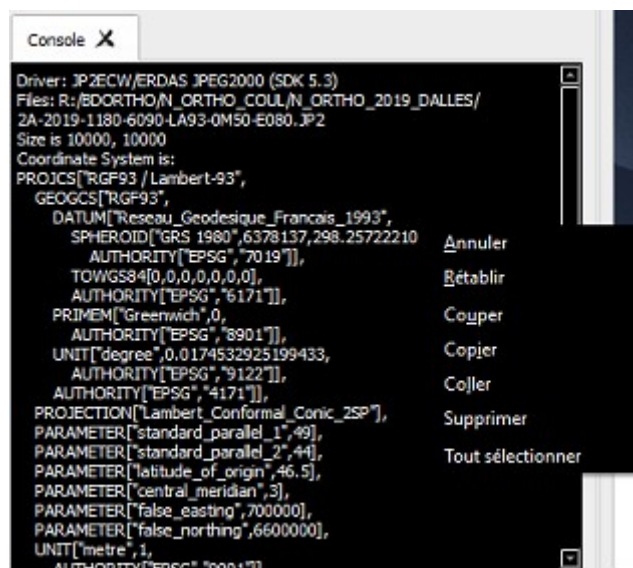 Console X
Driver: JP2ECW/ERDAS JPEG2000 (SDK 5.3)
Files: R:/BDORTHO/N_ORTHO_COUL/N_ORTHO_2019_DALLES/
2A-2019-1180-6090-LA93-0M50-E080.JP2
Size is 10000, 10000
Coordinate System is:
PROJCS["RGF93 / Lambert-93",
GEOGCS["RGF93",
DATUM["Reseau_Geodesique_Francais_1993",
SPHEROID["GRS 1980",6378137,298.25722210
AUTHORITY["EPSG","7019"]],
TOWGS84[0,0,0,0,0,0,0],
AUTHORITY["EPSG","6171"]],
PRIMEM["Greenwich",0,
AUTHORITY["EPSG","8901"]],
UNIT["degree",0.0174532925199433,
AUTHORITY["EPSG","9122"]],
AUTHORITY["EPSG","4171"]],
PROJECTION["Lambert_Conformal_Conic_2SP"],
PARAMETER["standard_parallel_1",49],
PARAMETER["standard_parallel_2",44],
PARAMETER["latitude_of_origin",46.5],
PARAMETER["central_meridian",3],
PARAMETER["false_easting",700000],
PARAMETER["false_northing",6600000],
UNIT["metre",1,
AUTHORITY["EPSG","9001"]],
Annuler
Rétablir
Couper
Copier
Coller
Supprimer
Tout sélectionner